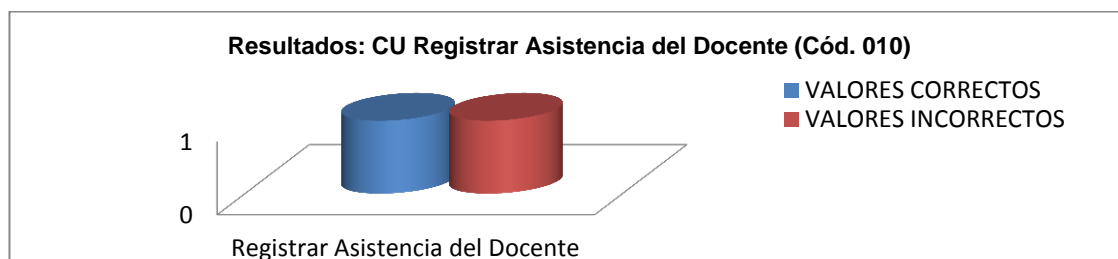 Resultados: CU Registrar Asistencia del Docente (Cód. 010)
VALORES CORRECTOS
VALORES INCORRECTOS
1
0
Registrar Asistencia del Docente